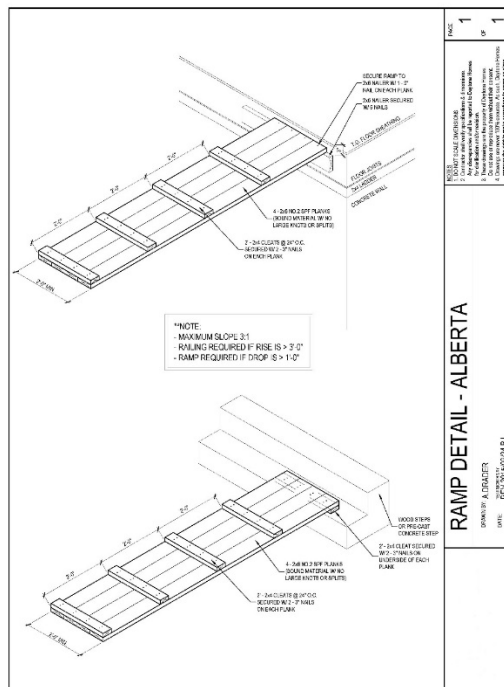 SECURE RAMP TO
2x6 NAILER W/ 1 - 3"
NAIL ON EACH PLANK
2x6 NAILER SECURED
W/ 3" NAILS
T.O. FLOOR SHEATHING
FLOOR JOISTS
2x4 LADDER
CONCRETE WALL
2'-0"
2'-0"
2'-0"
4 - 2x6 NO.2 SPF PLANKS
(SOUND MATERIAL W/ NO
LARGE KNOTS OR SPLITS)
2' - 2x4 CLEATS @ 24" O.C.
SECURED W/ 2 - 3" NAILS
ON EACH PLANK
2'-0" MIN
**NOTE:
- MAXIMUM SLOPE 3:1
- RAILING REQUIRED IF RISE IS > 3'-0"
- RAMP REQUIRED IF DROP IS > 1'-0"
WOOD STEPS
OR PRE-CAST
CONCRETE STEP
2' - 2x4 CLEAT SECURED
W/ 2 - 3" NAILS ON
UNDERSIDE OF EACH
PLANK
2'-0"
2'-0"
2'-0"
4 - 2x6 NO.2 SPF PLANKS
(SOUND MATERIAL W/ NO
LARGE KNOTS OR SPLITS)
2' - 2x4 CLEATS @ 24" O.C.
SECURED W/ 2 - 3" NAILS
ON EACH PLANK
2'-0" MIN
PAGE 1 OF 1
NOTES
1. DO NOT SCALE DIMENSIONS
RAMP DETAIL - ALBERTA
DRAWN BY: A.DRADER
DATE: